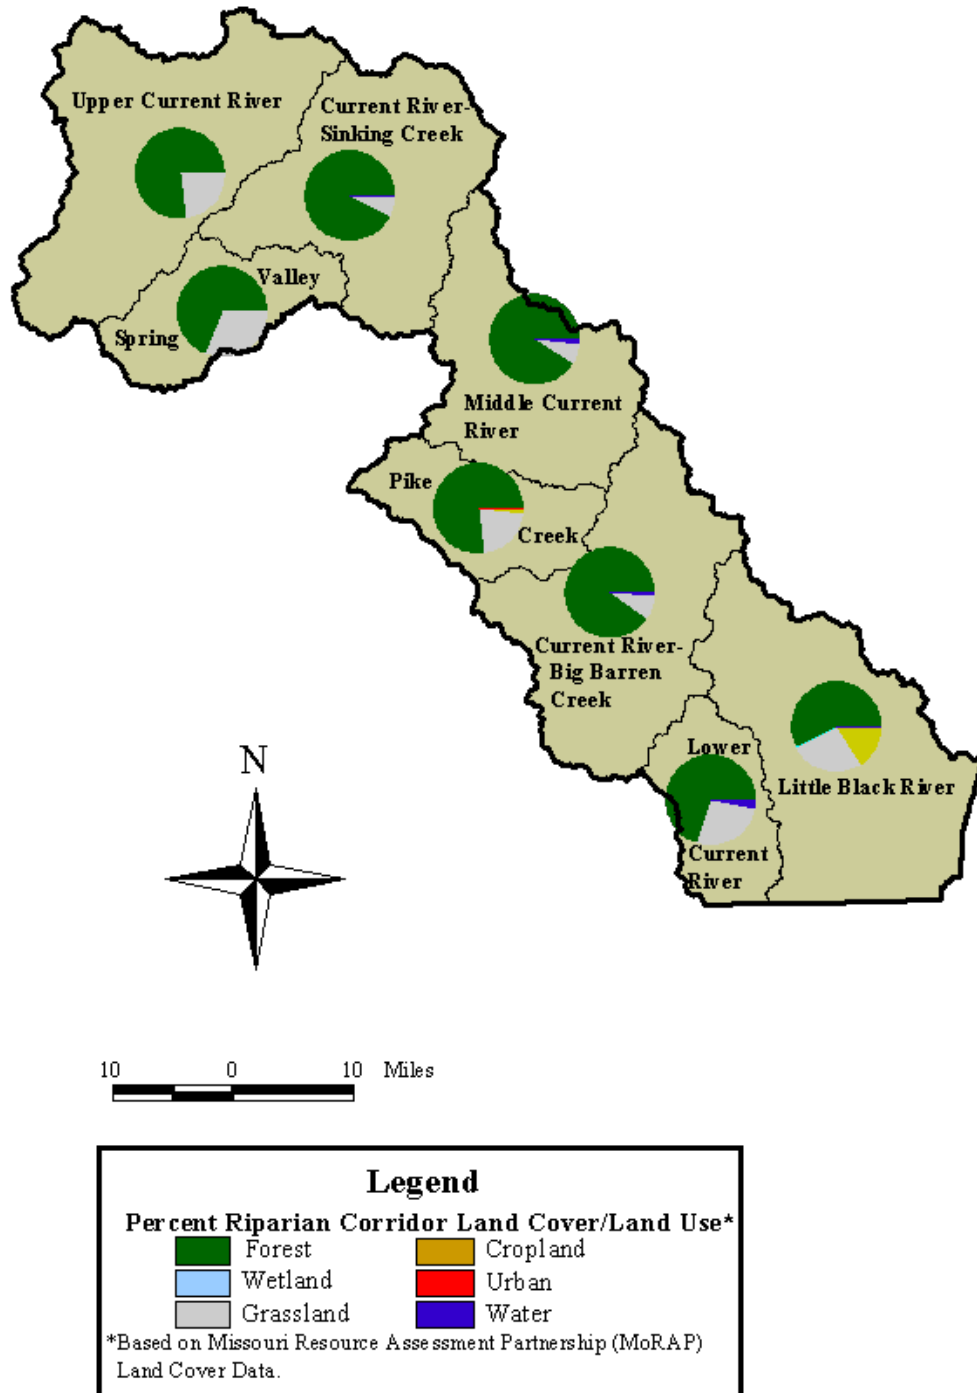 Upper Current River
Current River-
Sinking Creek
Valley
Spring
Middle Current
River
Pike
Creek
Current River-
Big Barren
Creek
Lower
Little Black River
Current
River
N
10 0 10 Miles
Legend
Percent Riparian Corridor Land Cover/Land Use*
Forest Cropland
Wetland Urban
Grassland Water
*Based on Missouri Resource Assessment Partnership (MoRAP)
Land Cover Data.